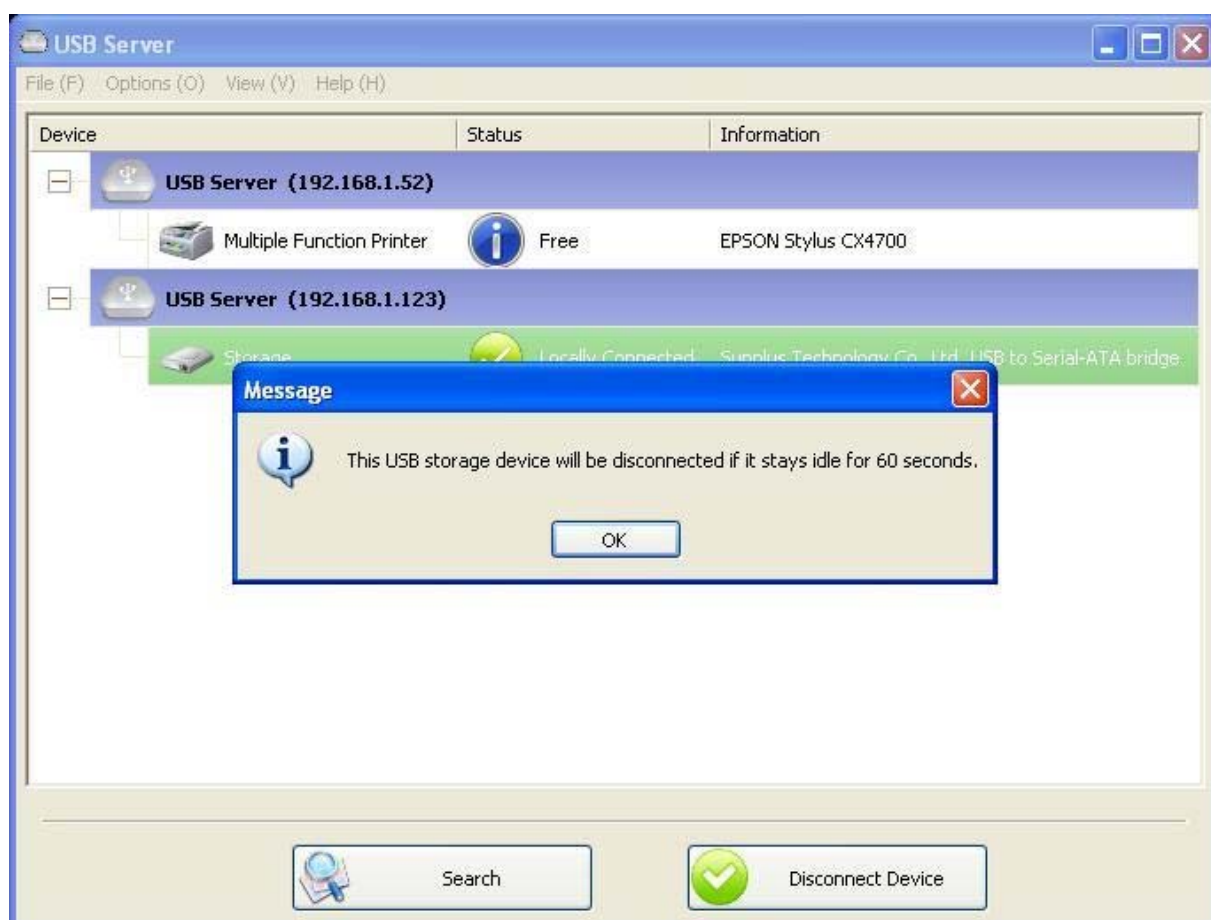 USB Server
File (F) Options (O) View (V) Help (H)
Device Status Information
USB Server (192.168.1.52)
Multiple Function Printer Free EPSON Stylus CX4700
USB Server (192.168.1.123)
Storage Locally Connected Sunplus Technology Co., Ltd. USB to Serial-ATA bridge
Message
This USB storage device will be disconnected if it stays idle for 60 seconds.
OK
Search Disconnect Device